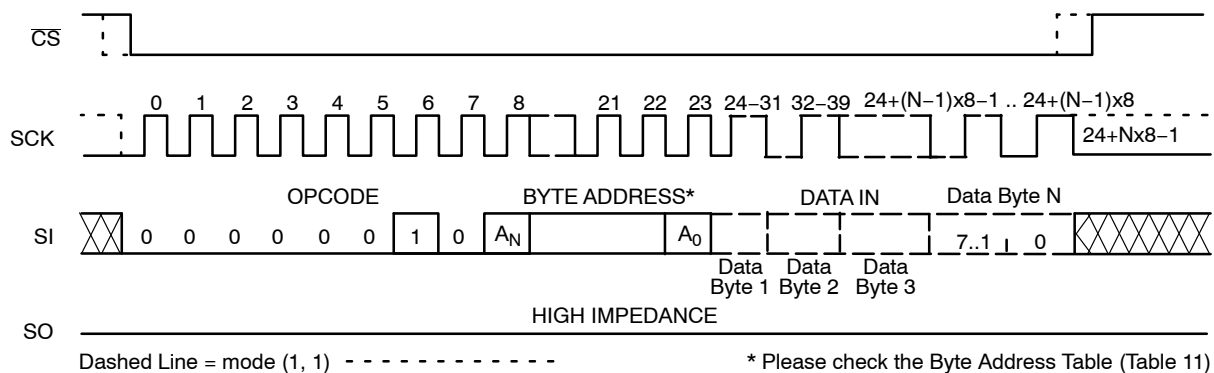 CS
0 1 2 3 4 5 6 7 8 21 22 23 24–31 32–39 24+(N–1)x8–1 .. 24+(N–1)x8
SCK
24+Nx8–1
OPCODE BYTE ADDRESS* DATA IN Data Byte N
SI
0 0 0 0 0 0 1 0 AN A0 7..1 0
Data Byte 1 Data Byte 2 Data Byte 3
HIGH IMPEDANCE
SO
Dashed Line = mode (1, 1) * Please check the Byte Address Table (Table 11)